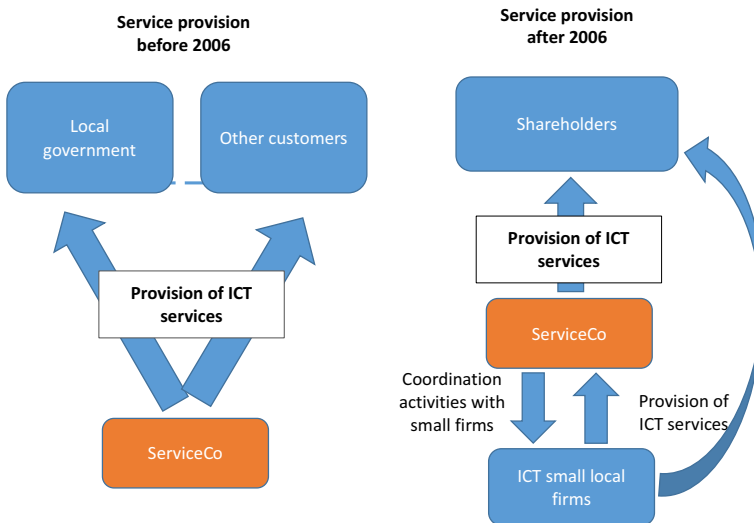 Service provision
before 2006
Local
government
Other customers
Provision of ICT
services
ServiceCo
Service provision
after 2006
Shareholders
Provision of ICT
services
ServiceCo
Coordination
activities with
small firms
Provision of
ICT services
ICT small local
firms